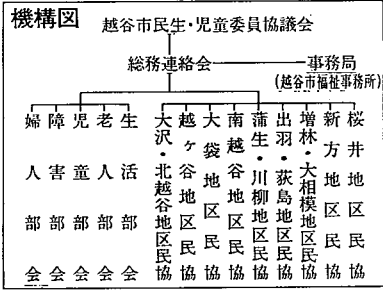 機構図
越谷市民生・児童委員協議会
総務連絡会
事務局
(越谷市福祉事務所)
桜井地区民協
新方地区民協
増林・大相模地区民協
出羽・荻島地区民協
蒲生・川柳地区民協
南越谷地区民協
大袋地区民協
越ヶ谷地区民協
大沢・北越谷地区民協
生活部会
老人部会
児童部会
障害部会
婦人部会